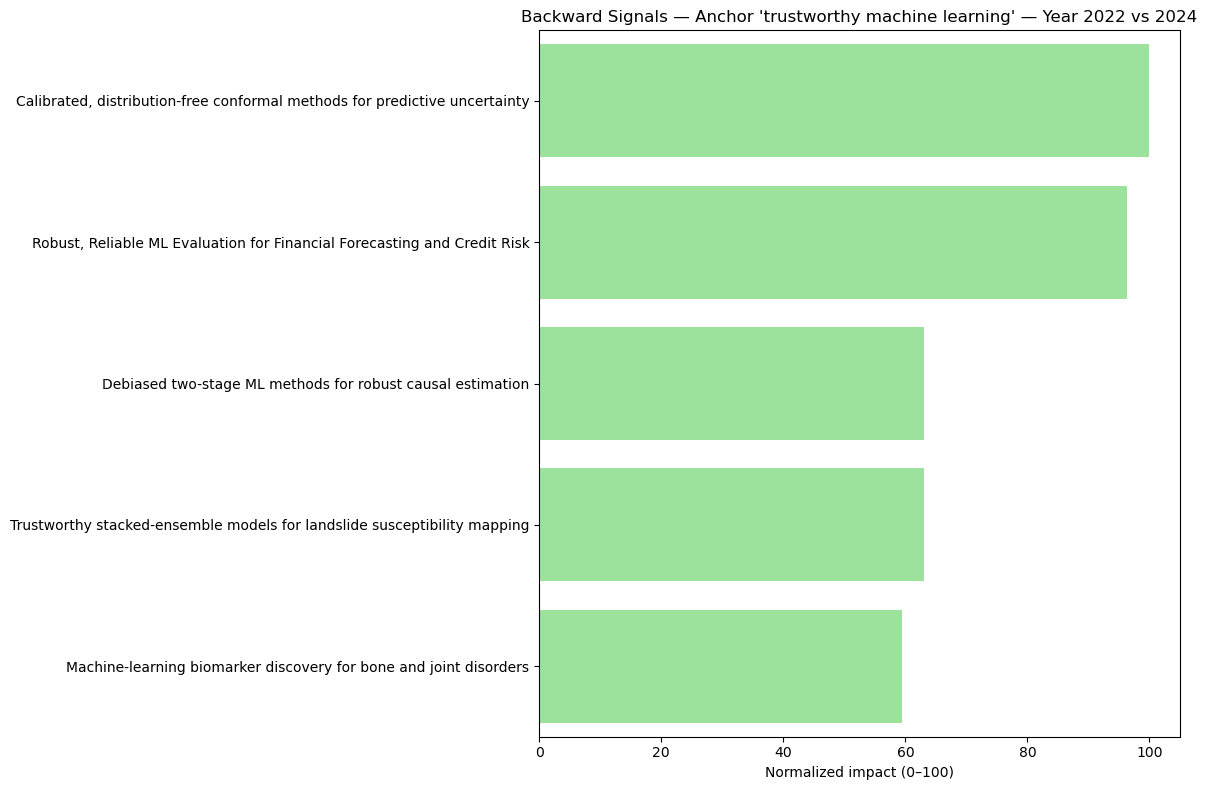 Backward Signals — Anchor 'trustworthy machine learning' — Year 2022 vs 2024
Calibrated, distribution-free conformal methods for predictive uncertainty
Robust, Reliable ML Evaluation for Financial Forecasting and Credit Risk
Debiased two-stage ML methods for robust causal estimation
Trustworthy stacked-ensemble models for landslide susceptibility mapping
Machine-learning biomarker discovery for bone and joint disorders
0 20 40 60 80 100
Normalized impact (0–100)